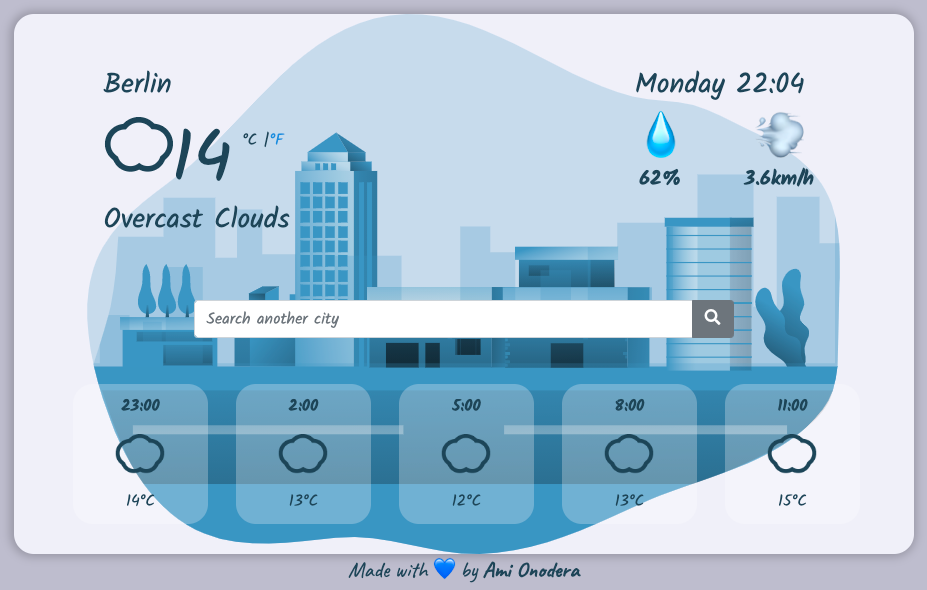 Berlin
Monday 22:04
14 °C |°F
62%
3.6km/h
Overcast Clouds
Search another city
23:00
2:00
5:00
8:00
11:00
14°C
13°C
12°C
13°C
15°C
Made with 💙 by Ami Onodera